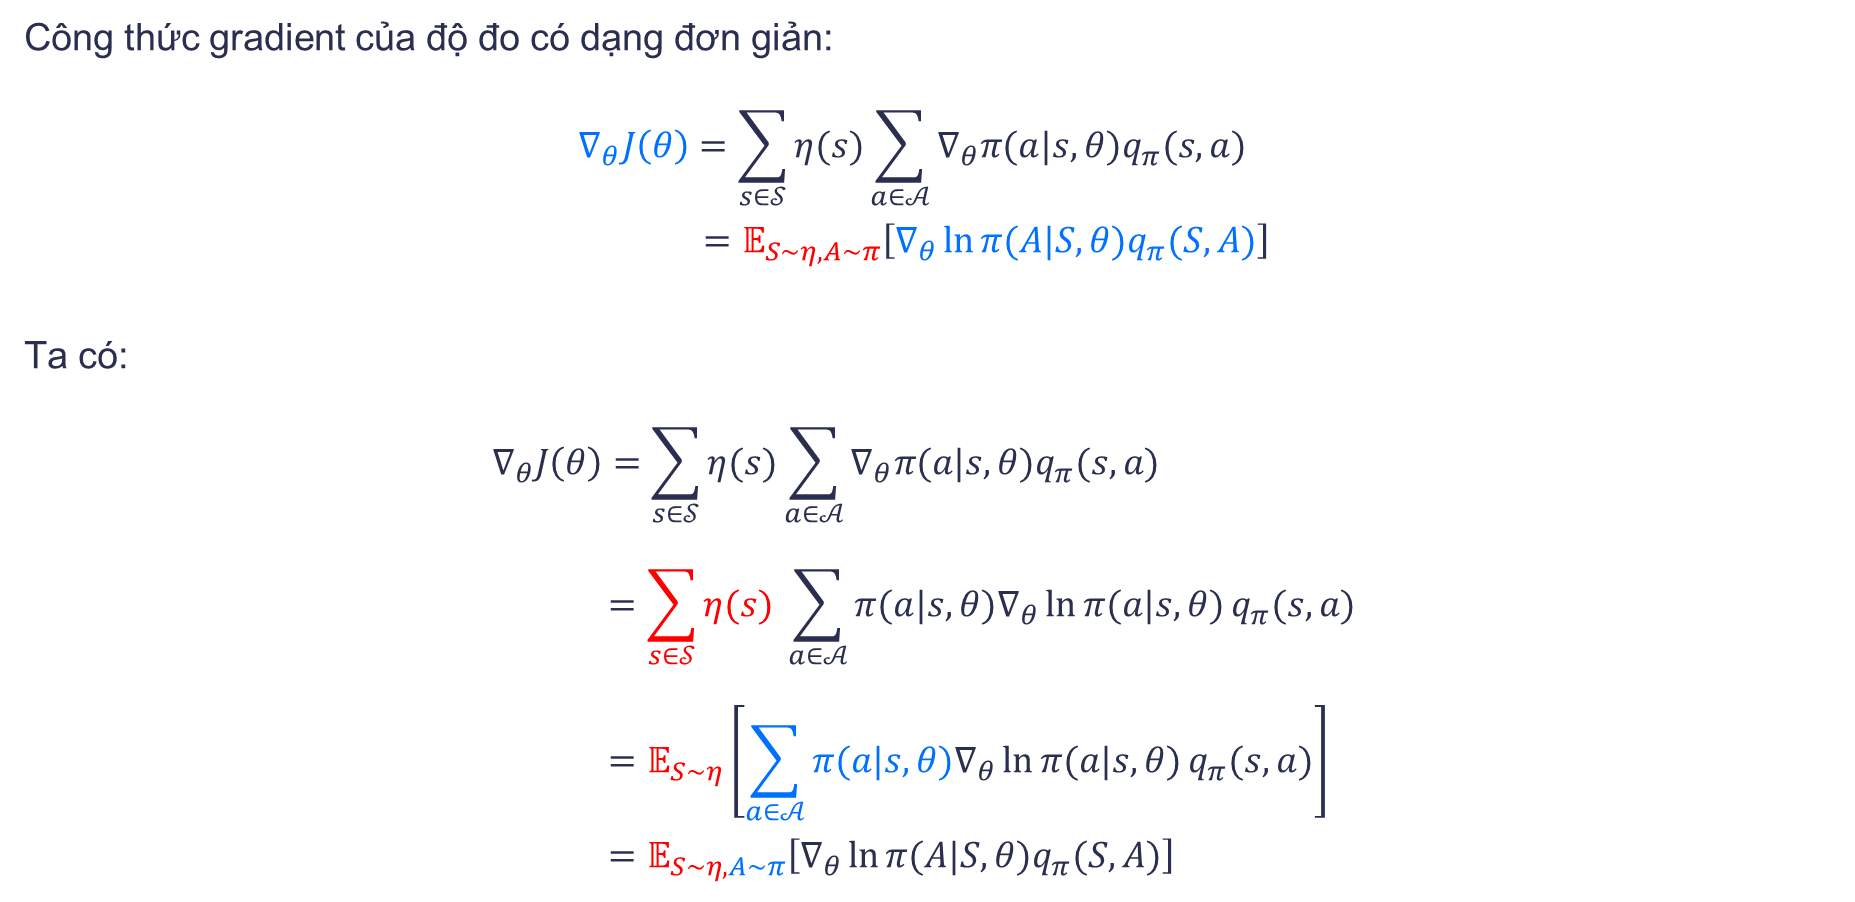 Công thức gradient của độ đo có dạng đơn giản:
∇_θ J(θ) = ∑_{s∈𝒮} η(s) ∑_{a∈𝒜} ∇_θ π(a|s, θ)q_π(s, a)
= 𝔼_{S~η,A~π}[∇_θ ln π(A|S, θ)q_π(S, A)]
Ta có:
∇_θ J(θ) = ∑_{s∈𝒮} η(s) ∑_{a∈𝒜} ∇_θ π(a|s, θ)q_π(s, a)
= ∑_{s∈𝒮} η(s) ∑_{a∈𝒜} π(a|s, θ)∇_θ ln π(a|s, θ) q_π(s, a)
= 𝔼_{S~η} [∑_{a∈𝒜} π(a|s, θ)∇_θ ln π(a|s, θ) q_π(s, a)]
= 𝔼_{S~η,A~π}[∇_θ ln π(A|S, θ)q_π(S, A)]